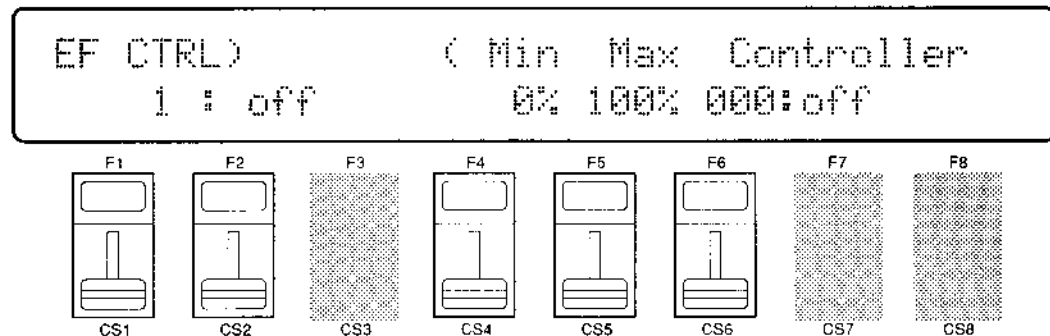 EF CTRL) ( Min Max Controller
1 : off 0% 100% 000:off
F1 F2 F3 F4 F5 F6 F7 F8
CS1 CS2 CS3 CS4 CS5 CS6 CS7 CS8